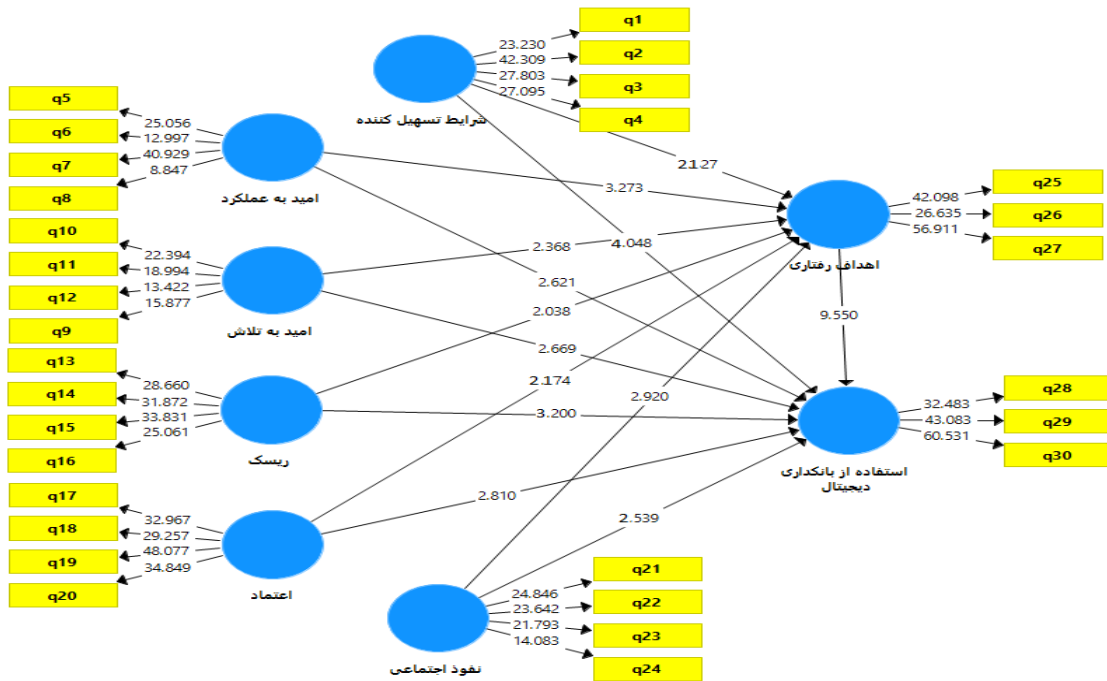 q1
23.230
q2
42.309
q3
27.803
q4
27.095
شرایط تسهیل کننده
q5
25.056
q6
12.997
q7
40.929
q8
8.847
امید به عملکرد
q10
22.394
q11
18.994
q12
13.422
q9
15.877
امید به تلاش
q13
28.660
q14
31.872
q15
33.831
q16
25.061
ریسک
q17
32.967
q18
29.257
q19
48.077
q20
34.849
اعتماد
q21
24.846
q22
23.642
q23
21.793
q24
14.083
نفوذ اجتماعی
2.127
3.273
2.368
4.048
2.621
2.038
2.669
2.174
2.920
3.200
2.810
2.539
9.550
q25
42.098
q26
26.635
q27
56.911
اهداف رفتاری
q28
32.483
q29
43.083
q30
60.531
استفاده از بانکداری
دیجیتال